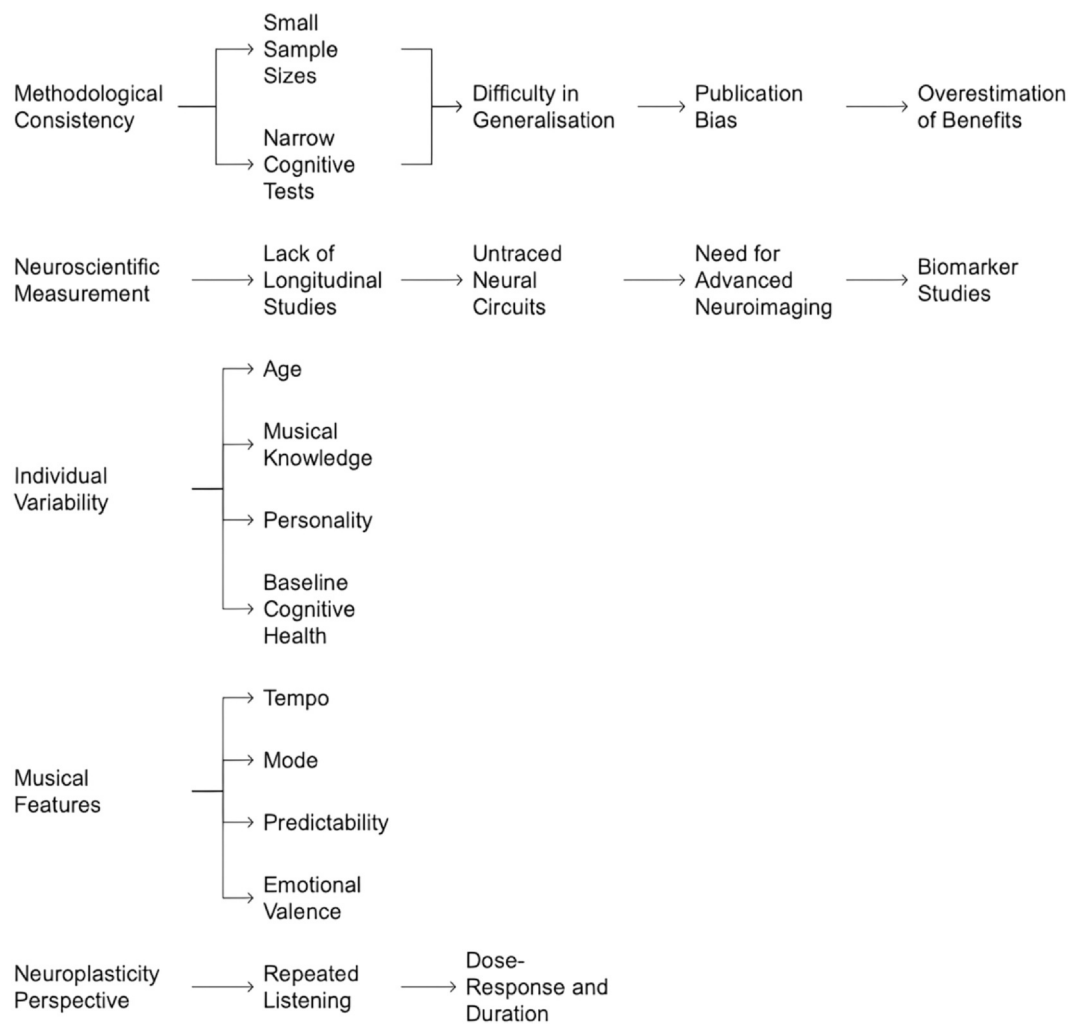 Small
Sample
Sizes
Methodological
Consistency
Narrow
Cognitive
Tests
Difficulty in
Generalisation
Publication
Bias
Overestimation
of Benefits
Neuroscientific
Measurement
Lack of
Longitudinal
Studies
Untraced
Neural
Circuits
Need for
Advanced
Neuroimaging
Biomarker
Studies
Individual
Variability
Age
Musical
Knowledge
Personality
Baseline
Cognitive
Health
Musical
Features
Tempo
Mode
Predictability
Emotional
Valence
Neuroplasticity
Perspective
Repeated
Listening
Dose-
Response and
Duration